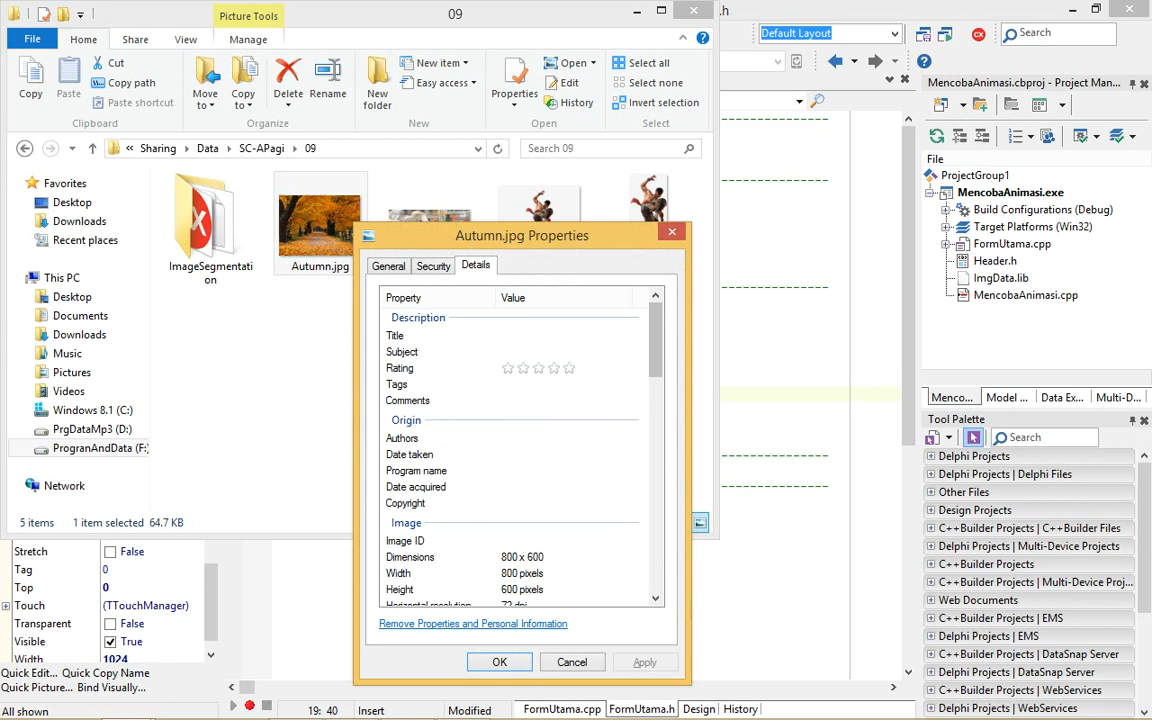 Picture Tools
09
File
Home
Share
View
Manage
Copy
Paste
Cut
Copy path
Paste shortcut
Clipboard
Move to
Copy to
Delete
Rename
Organize
New folder
New item
Easy access
New
Properties
Open
Edit
History
Open
Select all
Select none
Invert selection
Select
« Sharing
Data
SC-APagi
09
Search 09
Favorites
Desktop
Downloads
Recent places
This PC
Desktop
Documents
Downloads
Music
Pictures
Videos
Windows 8.1 (C:)
PrgDataMp3 (D:)
ProgranAndData (F:)
Network
ImageSegmentati
on
Autumn.jpg
5 items
1 item selected 64.7 KB
Autumn.jpg Properties
General
Security
Details
Property
Value
Description
Title
Subject
Rating
Tags
Comments
Origin
Authors
Date taken
Program name
Date acquired
Copyright
Image
Image ID
Dimensions
800 x 600
Width
800 pixels
Height
600 pixels
Horizontal resolution
72 dpi
Remove Properties and Personal Information
OK
Cancel
Apply
Stretch
False
Tag
0
Top
0
Touch
(TTouchManager)
Transparent
False
Visible
True
Width
1024
Quick Edit... Quick Copy Name
Quick Picture... Bind Visually...
All shown
19: 40
Insert
Modified
FormUtama.cpp
FormUtama.h
Design
History
.h
Default Layout
CX
Search
MencobaAnimasi.cbproj - Project Man...
File
ProjectGroup1
MencobaAnimasi.exe
Build Configurations (Debug)
Target Platforms (Win32)
FormUtama.cpp
Header.h
ImgData.lib
MencobaAnimasi.cpp
Menco...
Model ...
Data Ex...
Multi-D...
Tool Palette
Search
Delphi Projects
Delphi Projects | Delphi Files
Other Files
Design Projects
C++Builder Projects | C++Builder Files
Delphi Projects | Multi-Device Projects
C++Builder Projects
C++Builder Projects | Multi-Device Proj...
Web Documents
C++Builder Projects | EMS
Delphi Projects | EMS
C++Builder Projects | DataSnap Server
Delphi Projects | DataSnap Server
C++Builder Projects | WebServices
Delphi Projects | WebServices